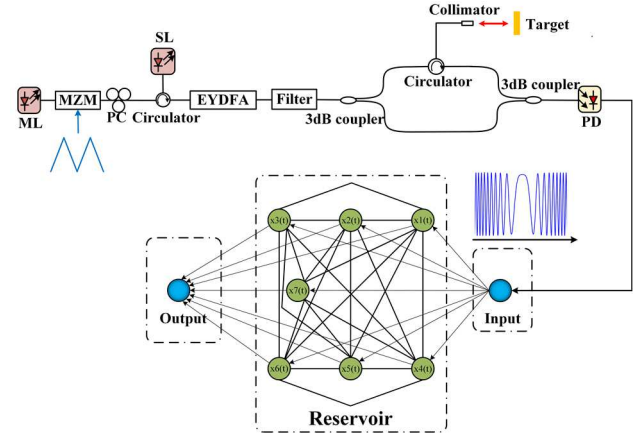 Collimator
Target
SL
Circulator
3dB coupler
ML
MZM
PC
Circulator
EYDFA
Filter
3dB coupler
PD
x3(t)
x2(t)
x1(t)
x7(t)
Output
Input
x6(t)
x5(t)
x4(t)
Reservoir